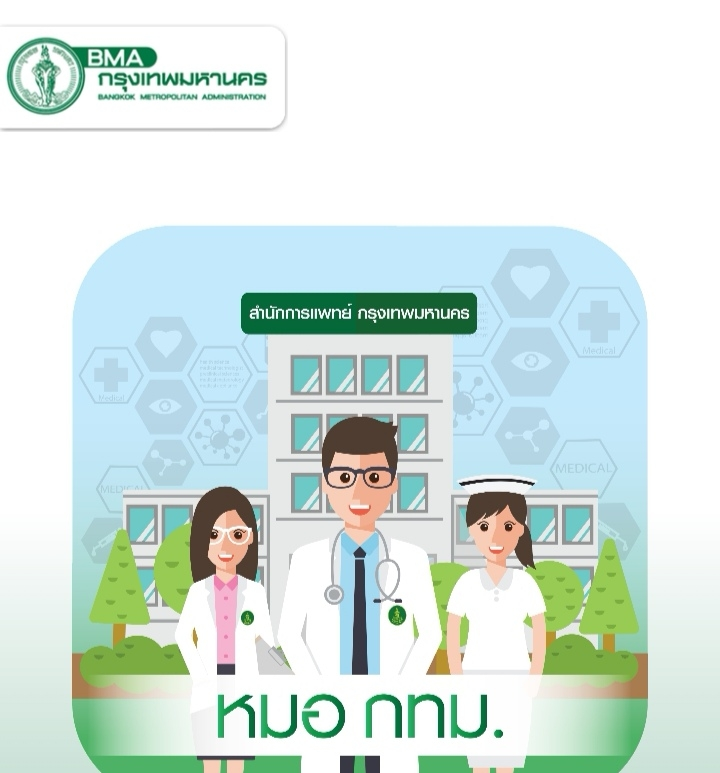 BMA
กรุงเทพมหานคร
BANGKOK METROPOLITAN ADMINISTRATION
สำนักการแพทย์ กรุงเทพมหานคร
Medical
Medical
MEDICAL
MEDICAL
หมอ กทม.